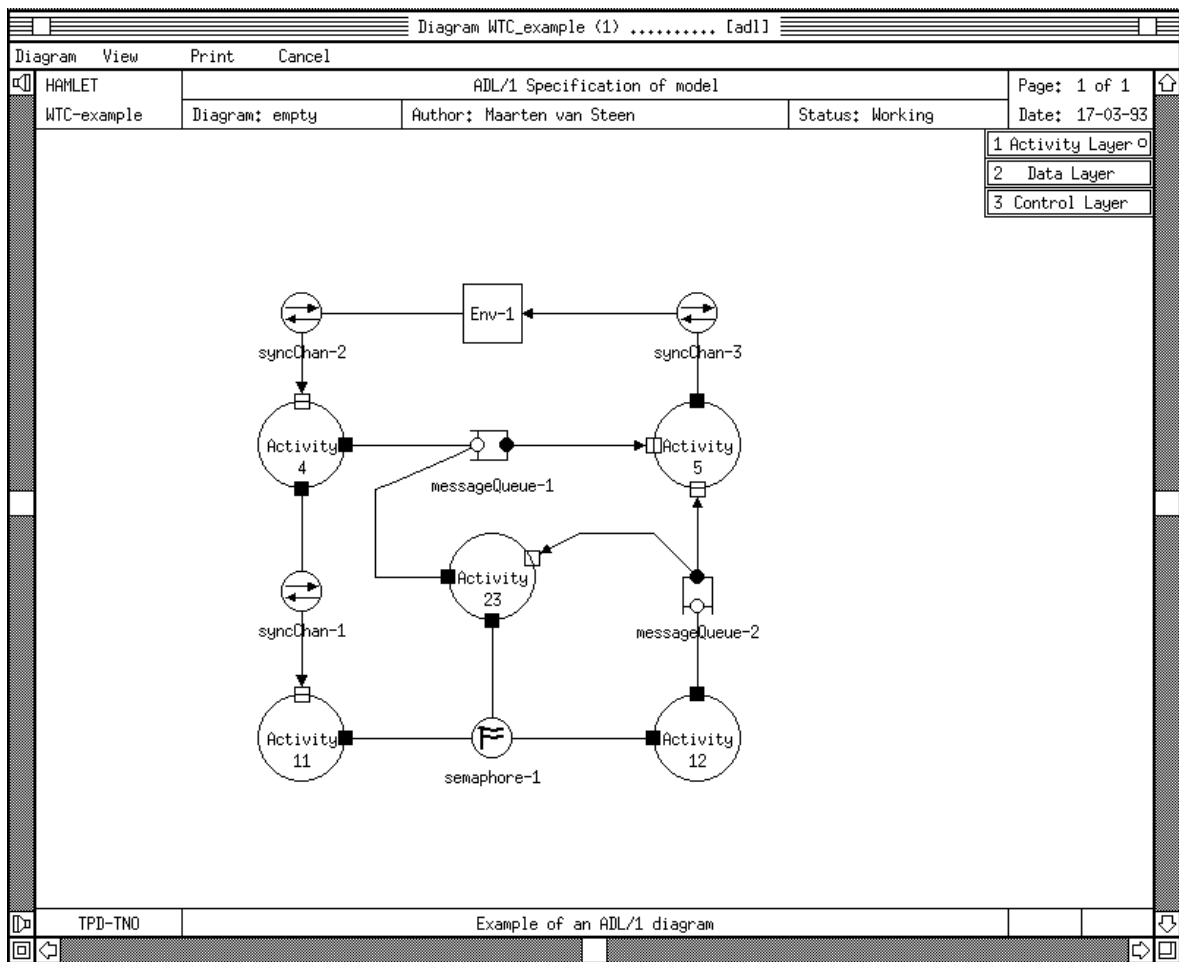 Diagram WTC_example (1) .......... [adl]
Diagram View Print Cancel
HAMLET ADL/1 Specification of model Page: 1 of 1
WTC-example Diagram: empty Author: Maarten van Steen Status: Working Date: 17-03-93
1 Activity Layer
2 Data Layer
3 Control Layer
Env-1
syncChan-2 syncChan-3
Activity Activity
4 5
messageQueue-1
Activity
23
syncChan-1 messageQueue-2
Activity Activity
11 12
semaphore-1
TPD-TNO Example of an ADL/1 diagram